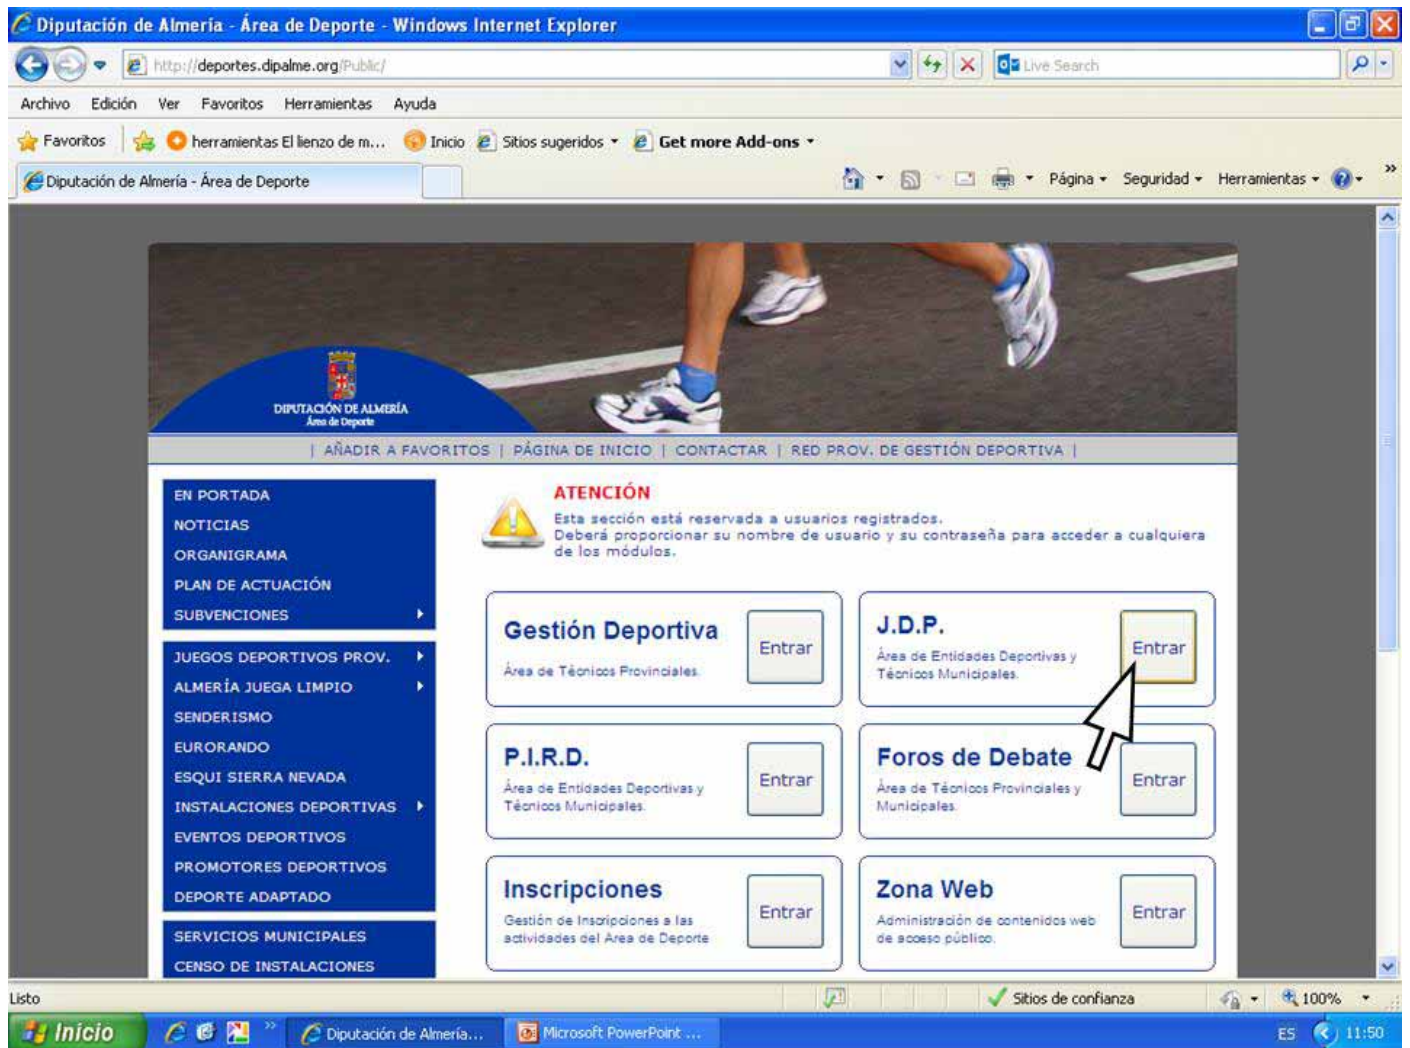 Diputación de Almería - Área de Deporte - Windows Internet Explorer
http://deportes.dipalme.org/Public/
Live Search
Archivo Edición Ver Favoritos Herramientas Ayuda
Favoritos herramientas El lienzo de m... Inicio Sitios sugeridos Get more Add-ons
Diputación de Almería - Área de Deporte
Página Seguridad Herramientas »
DIPUTACIÓN DE ALMERÍA
Área de Deporte
| AÑADIR A FAVORITOS | PÁGINA DE INICIO | CONTACTAR | RED PROV. DE GESTIÓN DEPORTIVA |
EN PORTADA
NOTICIAS
ORGANIGRAMA
PLAN DE ACTUACIÓN
SUBVENCIONES
JUEGOS DEPORTIVOS PROV.
ALMERÍA JUEGA LIMPIO
SENDERISMO
EURORANDO
ESQUI SIERRA NEVADA
INSTALACIONES DEPORTIVAS
EVENTOS DEPORTIVOS
PROMOTORES DEPORTIVOS
DEPORTE ADAPTADO
SERVICIOS MUNICIPALES
CENSO DE INSTALACIONES
ATENCIÓN
Esta sección está reservada a usuarios registrados.
Deberá proporcionar su nombre de usuario y su contraseña para acceder a cualquiera
de los módulos.
Gestión Deportiva
Área de Técnicos Provinciales.
Entrar
J.D.P.
Área de Entidades Deportivas y
Técnicos Municipales.
Entrar
P.I.R.D.
Área de Entidades Deportivas y
Técnicos Municipales.
Entrar
Foros de Debate
Área de Técnicos Provinciales y
Municipales.
Entrar
Inscripciones
Gestión de Inscripciones a las
actividades del Area de Deporte
Entrar
Zona Web
Administración de contenidos web
de acceso público.
Entrar
Listo
Sitios de confianza
100%
Inicio
»
Diputación de Almería...
Microsoft PowerPoint ...
ES
11:50